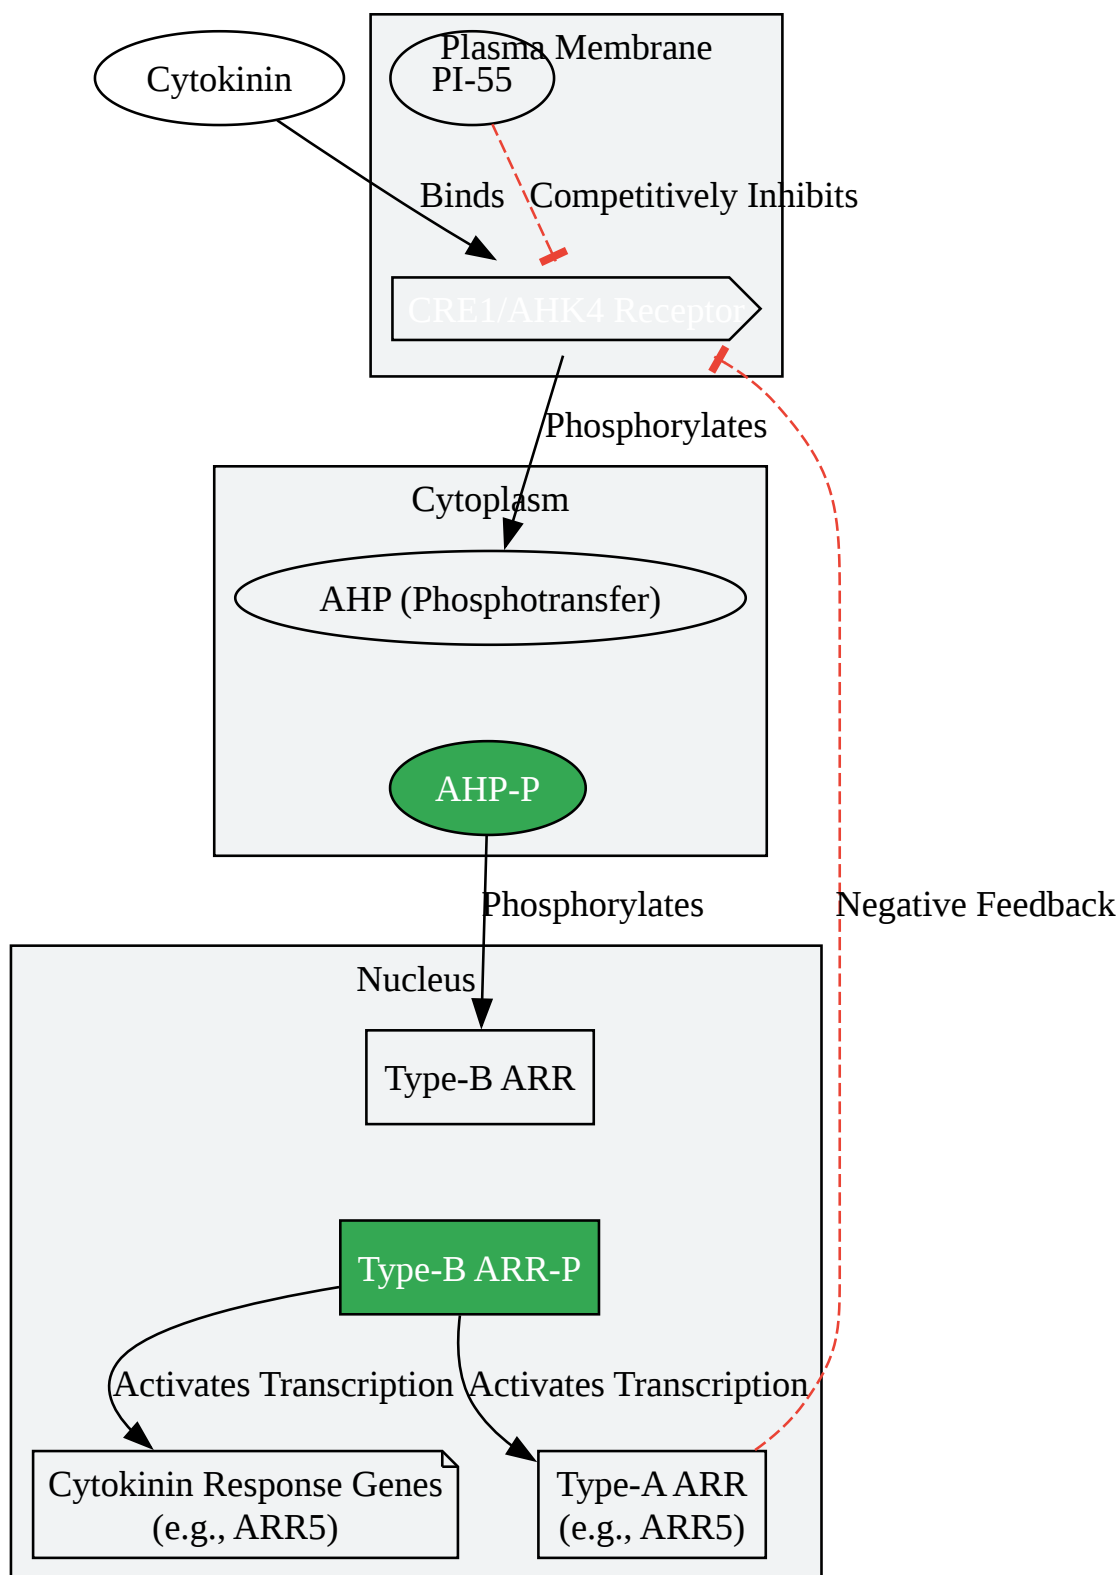 Plasma Membrane
Cytokinin
PI-55
Binds
Competitively Inhibits
CRE1/AHK4 Receptor
Phosphorylates
Cytoplasm
AHP (Phosphotransfer)
AHP-P
Phosphorylates
Negative Feedback
Nucleus
Type-B ARR
Type-B ARR-P
Activates Transcription
Activates Transcription
Cytokinin Response Genes
(e.g., ARR5)
Type-A ARR
(e.g., ARR5)